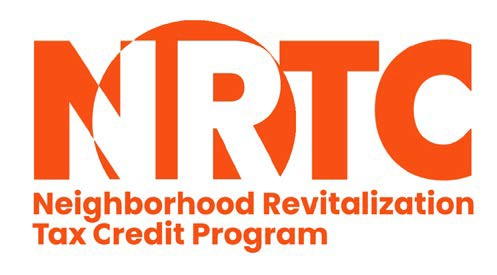 NRTC
Neighborhood Revitalization
Tax Credit Program